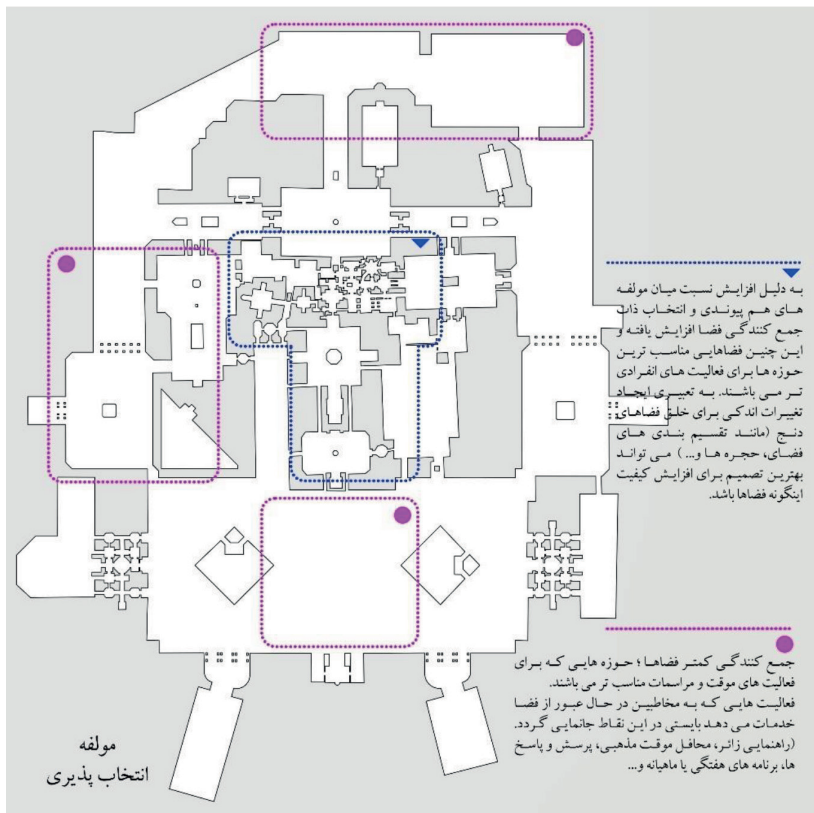 به دلیل افزایش نسبت میان مولفه
های هم پیوندی و انتخاب ذات
جمع کنندگی فضا افزایش یافته و
این چنین فضاهایی مناسب ترین
حوزه ها برای فعالیت های انفرادی
تر می باشند. به تعبیری ایجاد
تغییرات اندکی برای خلق فضاهای
دنج (مانند تقسیم بندی های
فضای، حجره ها و...) می تواند
بهترین تصمیم برای افزایش کیفیت
اینگونه فضاها باشد.
جمع کنندگی کمتر فضاها ؛ حوزه هایی که برای
فعالیت های موقت و مراسمات مناسب تر می باشند.
فعالیت هایی که به مخاطبین در حال عبور از فضا
خدمات می دهد بایستی در این نقاط جانمایی گردد.
(راهنمایی زائر، محافل موقت مذهبی، پرسش و پاسخ
ها، برنامه های هفتگی یا ماهیانه و...
مولفه
انتخاب پذیری